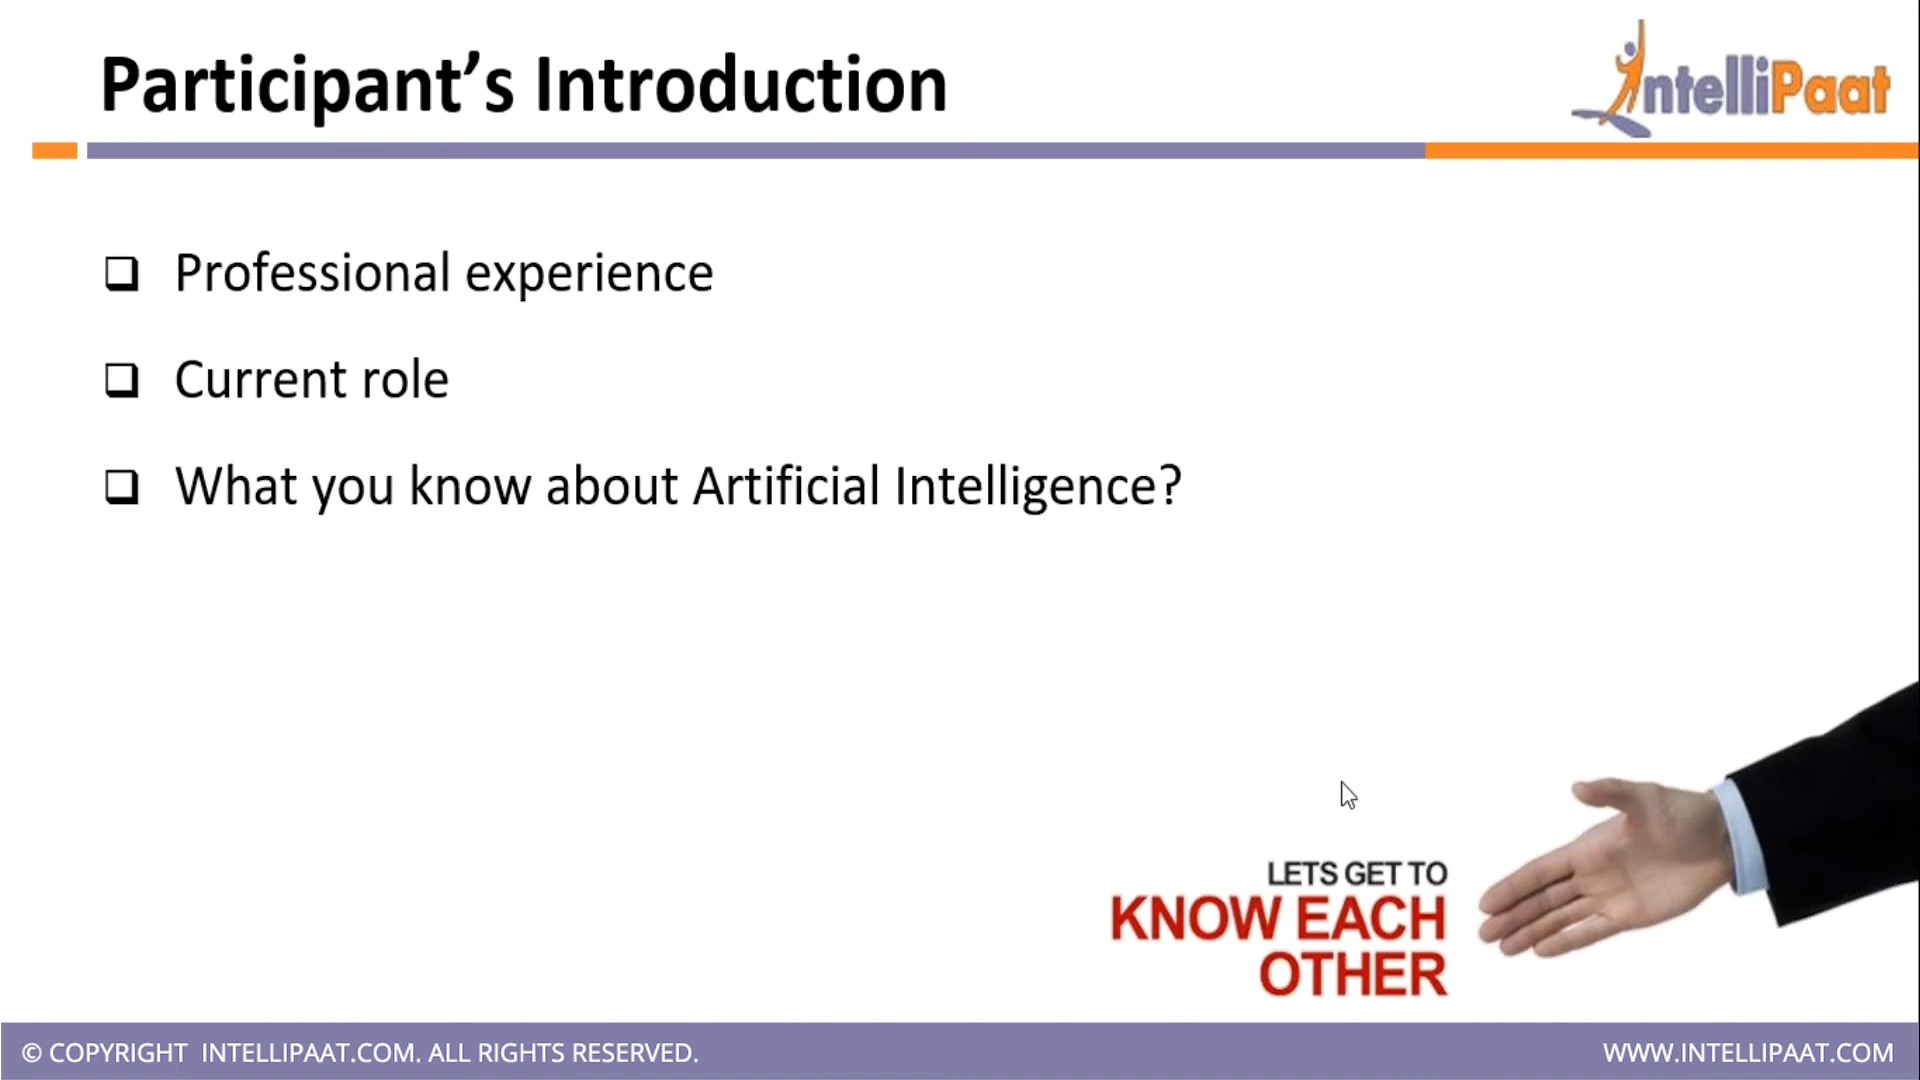 Participant’s Introduction
IntelliPaat
Professional experience
Current role
What you know about Artificial Intelligence?
LETS GET TO
KNOW EACH
OTHER
© COPYRIGHT INTELLIPAAT.COM. ALL RIGHTS RESERVED.
WWW.INTELLIPAAT.COM